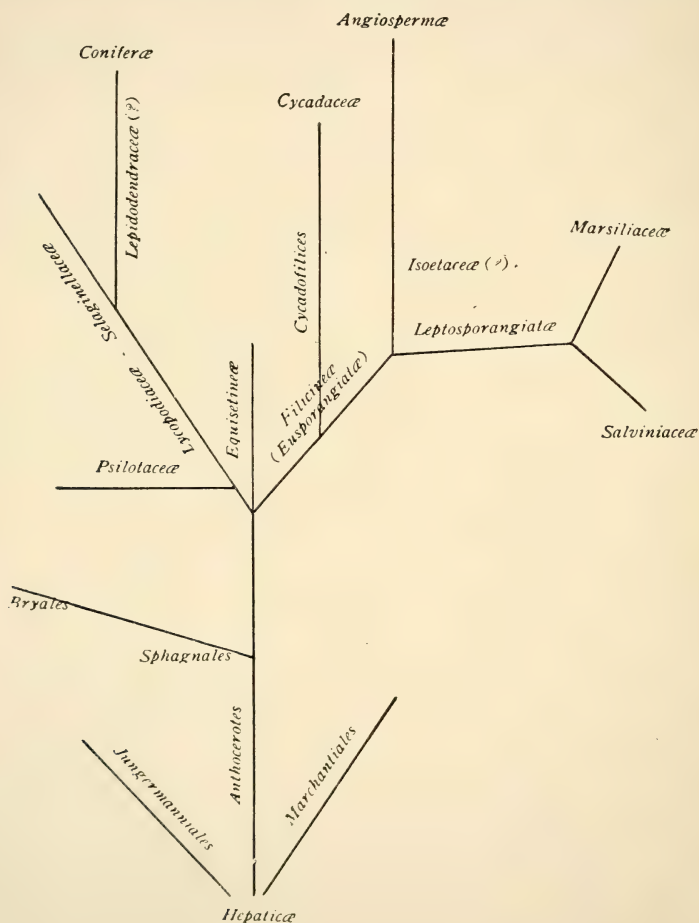 Angiospermæ
Coniferæ
Cycadaceæ
Lepidodendraceæ (?)
Marsiliaceæ
Isoetaceæ (?).
Cycadofilices
Lycopodiaceæ - Selaginellaceæ
Leptosporangiatæ
Equisetineæ
Filicineæ
(Eusporangiatæ)
Salviniaceæ
Psilotaceæ
Bryales
Sphagnales
Anthocerotes
Jungermanniales
Marchantiales
Hepaticæ